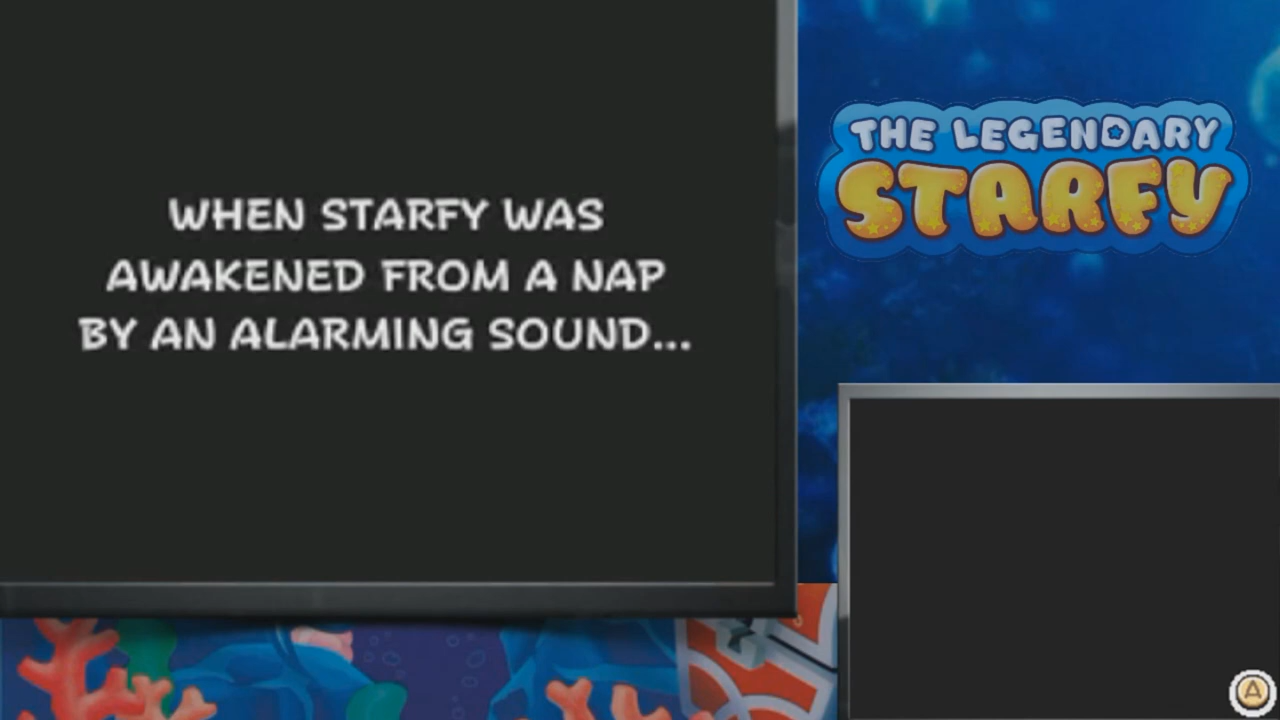 WHEN STARFY WAS
AWAKENED FROM A NAP
BY AN ALARMING SOUND...
THE LEGENDARY
STARFY
A